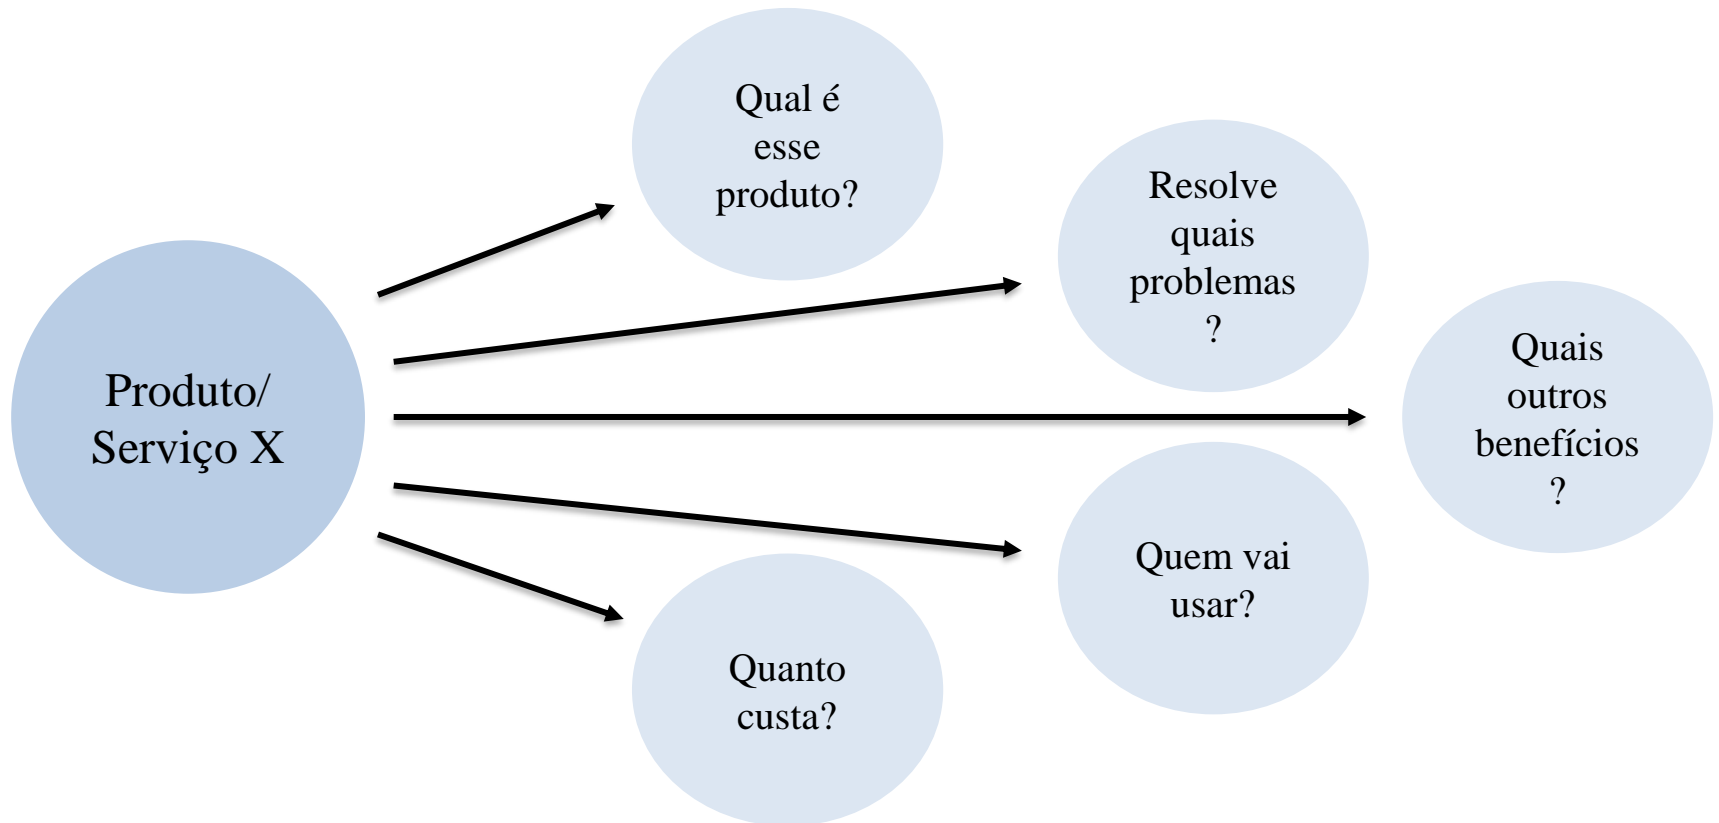 Qual é
esse
produto?
Resolve
quais
problemas
?
Produto/
Serviço X
Quais
outros
benefícios
?
Quem vai
usar?
Quanto
custa?